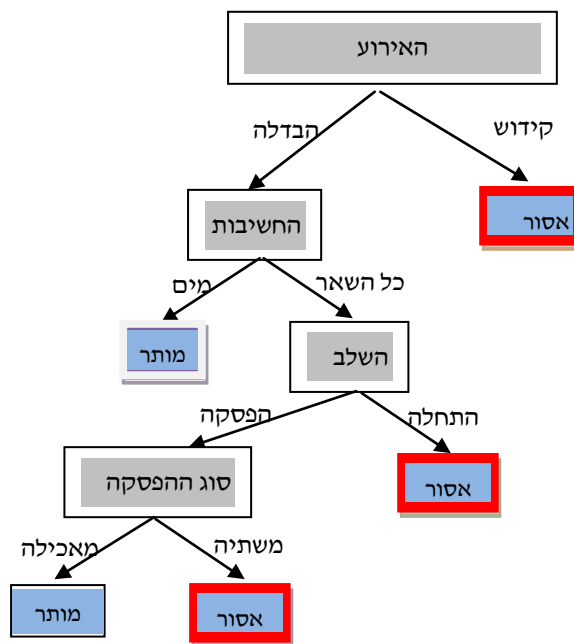 האירוע
קידוש
הבדלה
אסור
החשיבות
כל השאר
מים
מותר
השלב
התחלה
הפסקה
אסור
סוג ההפסקה
משתיה
מאכילה
אסור
מותר